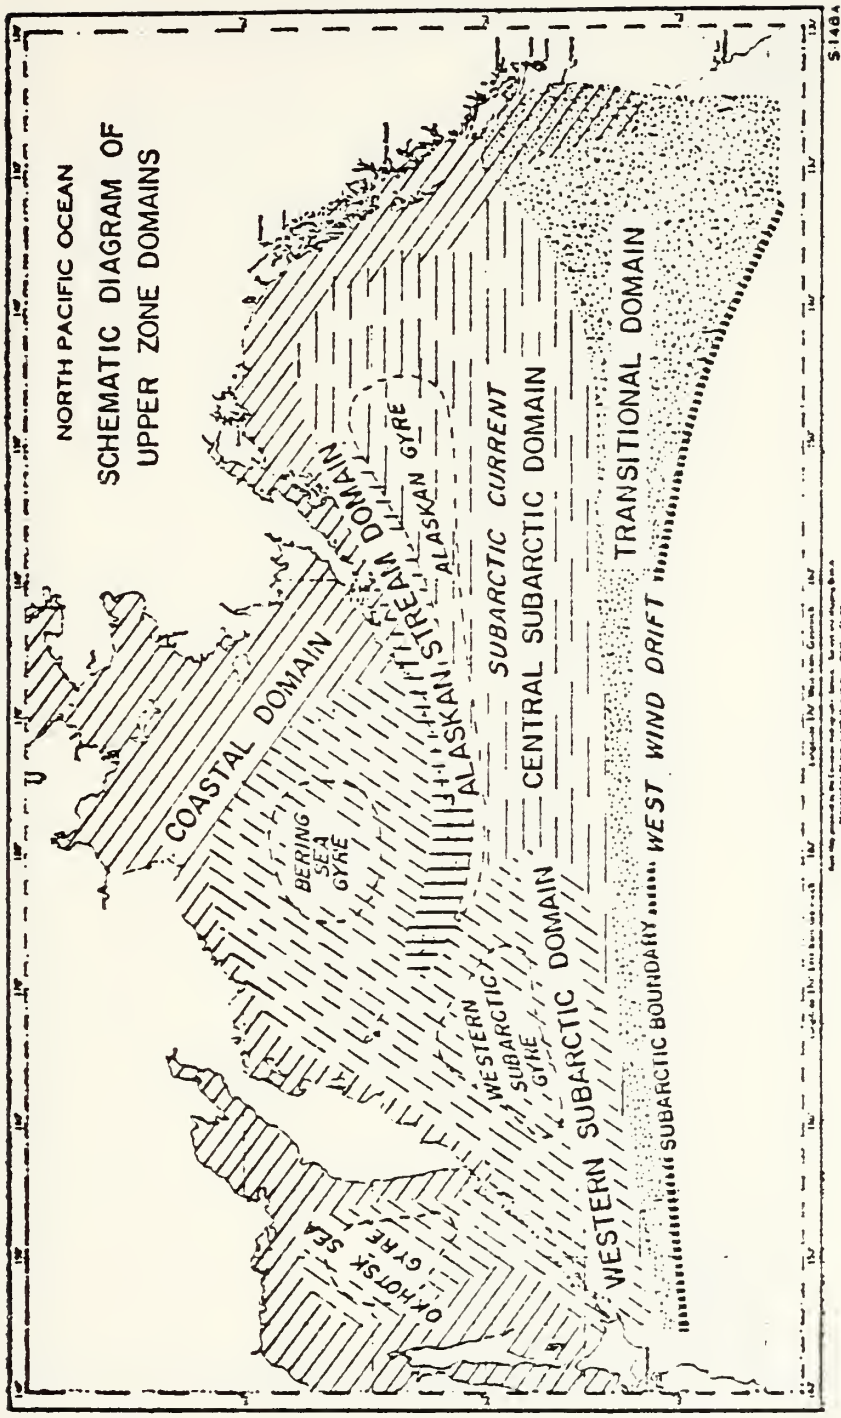 NORTH PACIFIC OCEAN
SCHEMATIC DIAGRAM OF
UPPER ZONE DOMAINS
COASTAL DOMAIN
OKHOTSK SEA
GYRE
BERING
SEA
GYRE
ALASKAN STREAM DOMAIN
ALASKAN GYRE
WESTERN
SUBARCTIC
GYRE
SUBARCTIC CURRENT
CENTRAL SUBARCTIC DOMAIN
WESTERN SUBARCTIC DOMAIN
TRANSITIONAL DOMAIN
SUBARCTIC BOUNDARY
WEST WIND DRIFT
S-148A